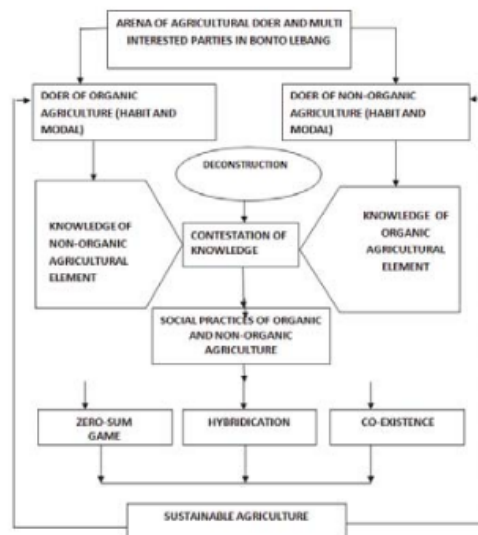 ARENA OF AGRICULTURAL DOER AND MULTI
INTERESTED PARTIES IN BONTO LEBANG
DOER OF ORGANIC
AGRICULTURE (HABIT AND
MODAL)
DOER OF NON-ORGANIC
AGRICULTURE (HABIT AND
MODAL)
DECONSTRUCTION
KNOWLEDGE OF
NON-ORGANIC
AGRICULTURAL
ELEMENT
CONTESTATION OF
KNOWLEDGE
KNOWLEDGE OF
ORGANIC
AGRICULTURAL
ELEMENT
SOCIAL PRACTICES OF ORGANIC
AND NON-ORGANIC
AGRICULTURE
ZERO-SUM
GAME
HYBRIDICATION
CO-EXISTENCE
SUSTAINABLE AGRICULTURE